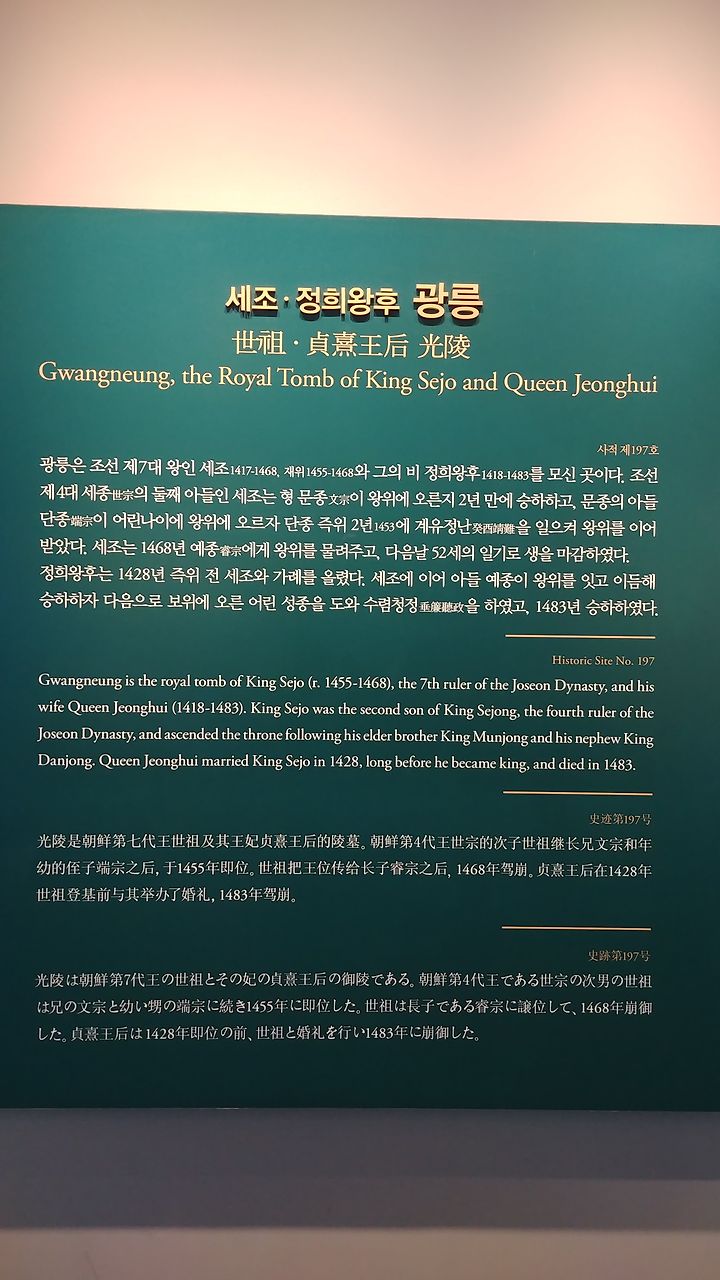 세조·정희왕후 광릉
世祖·貞熹王后 光陵
Gwangneung, the Royal Tomb of King Sejo and Queen Jeonghui
사적 제197호
광릉은 조선 제7대 왕인 세조1417-1468, 재위1455-1468와 그의 비 정희왕후1418-1483를 모신 곳이다. 조선
제4대 세종世宗의 둘째 아들인 세조는 형 문종文宗이 왕위에 오른지 2년 만에 승하하고, 문종의 아들
단종端宗이 어린나이에 왕위에 오르자 단종 즉위 2년1453에 계유정난癸酉靖難을 일으켜 왕위를 이어
받았다. 세조는 1468년 예종睿宗에게 왕위를 물려주고, 다음날 52세의 일기로 생을 마감하였다.
정희왕후는 1428년 즉위 전 세조와 가례를 올렸다. 세조에 이어 아들 예종이 왕위를 잇고 이듬해
승하하자 다음으로 보위에 오른 어린 성종을 도와 수렴청정垂簾聽政을 하였고, 1483년 승하하였다.
Historic Site No. 197
Gwangneung is the royal tomb of King Sejo (r. 1455-1468), the 7th ruler of the Joseon Dynasty, and his
wife Queen Jeonghui (1418-1483). King Sejo was the second son of King Sejong, the fourth ruler of the
Joseon Dynasty, and ascended the throne following his elder brother King Munjong and his nephew King
Danjong. Queen Jeonghui married King Sejo in 1428, long before he became king, and died in 1483.
史迹第197号
光陵是朝鲜第七代王世祖及其王妃贞熹王后的陵墓。朝鲜第4代王世宗的次子世祖继长兄文宗和年
幼的侄子端宗之后, 于1455年即位。世祖把王位传给长子睿宗之后, 1468年驾崩。贞熹王后在1428年
世祖登基前与其举办了婚礼, 1483年驾崩。
史跡第197号
光陵は朝鮮第7代王の世祖とその妃の貞熹王后の御陵である。朝鮮第4代王である世宗の次男の世祖
は兄の文宗と幼い甥の端宗に続き1455年に即位した。世祖は長子である睿宗に譲位して、1468年崩御
した。貞熹王后は1428年即位の前、世祖と婚礼を行い1483年に崩御した。